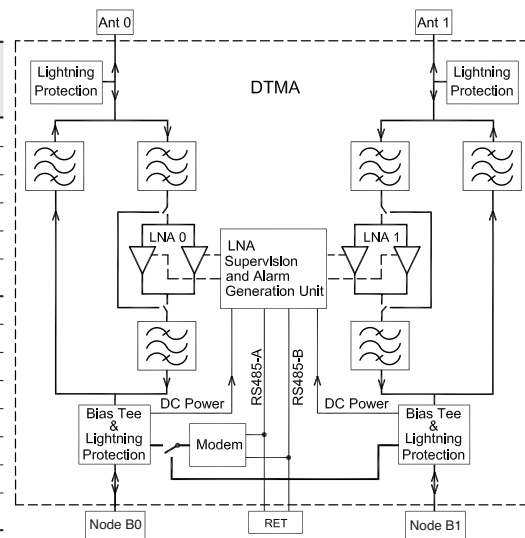 Ant 0
Ant 1
Lightning
Protection
DTMA
Lightning
Protection
LNA 0
LNA
Supervision
and Alarm
Generation Unit
LNA 1
RS485-A
RS485-B
DC Power
DC Power
Bias Tee
&
Lightning
Protection
Modem
Bias Tee
&
Lightning
Protection
Node B0
RET
Node B1